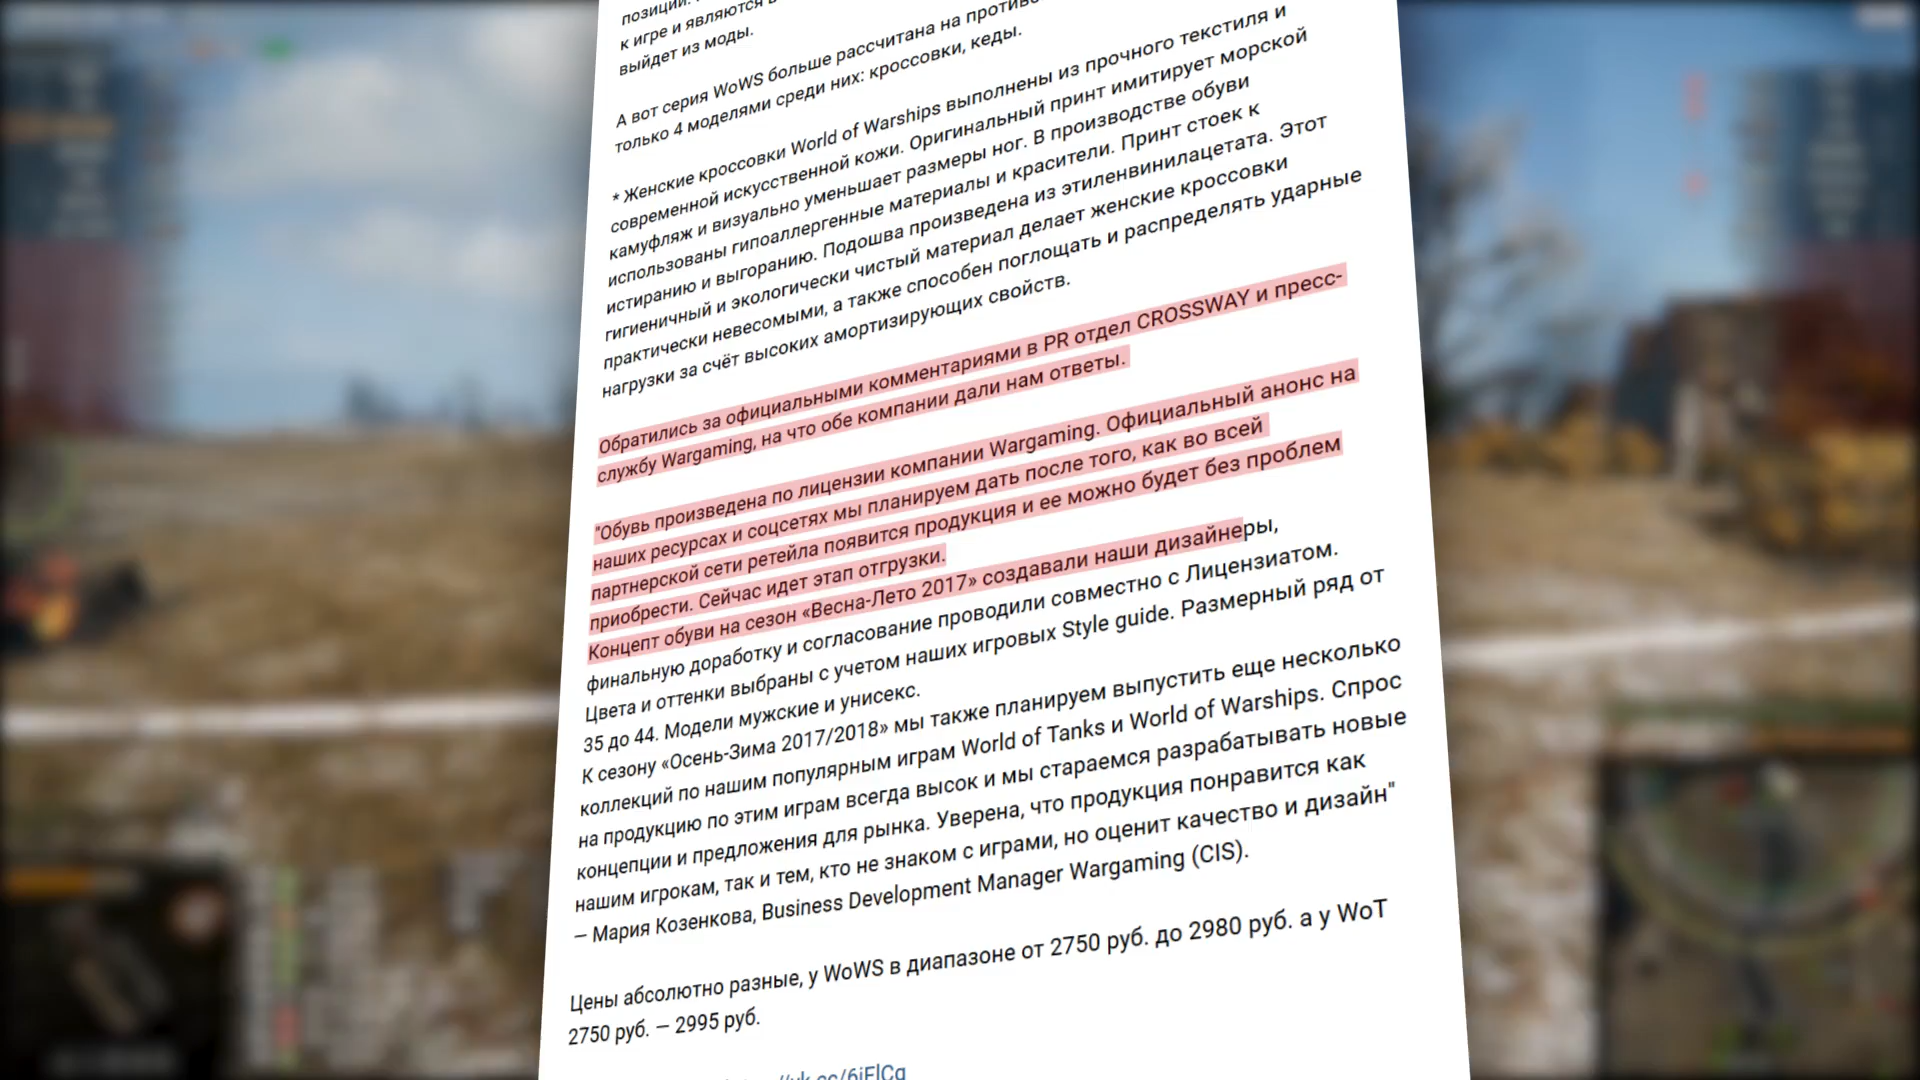 позиций.
к игре и являются
выйдет из моды.
А вот серия WoWS больше рассчитана на
только 4 моделями среди них: кроссовки, кеды.
* Женские кроссовки World of Warships выполнены из прочного текстиля и
современной искусственной кожи. Оригинальный принт имитирует морской
камуфляж и визуально уменьшает размеры ног. В производстве обуви
использованы гипоаллергенные материалы и красители. Принт стоек к
истиранию и выгоранию. Подошва произведена из этиленвинилацетата. Этот
гигиеничный и экологически чистый материал делает женские кроссовки
практически невесомыми, а также способен поглощать и распределять ударные
нагрузки за счёт высоких амортизирующих свойств.
Обратились за официальными комментариями в PR отдел CROSSWAY и пресс-
службу Wargaming, на что обе компании дали нам ответы.
"Обувь произведена по лицензии компании Wargaming. Официальный анонс на
наших ресурсах и соцсетях мы планируем дать после того, как во всей
партнерской сети ретейла появится продукция и ее можно будет без проблем
приобрести. Сейчас идет этап отгрузки.
Концепт обуви на сезон «Весна-Лето 2017» создавали наши дизайнеры,
финальную доработку и согласование проводили совместно с Лицензиатом.
Цвета и оттенки выбраны с учетом наших игровых Style guide. Размерный ряд от
35 до 44. Модели мужские и унисекс.
К сезону «Осень-Зима 2017/2018» мы также планируем выпустить еще несколько
коллекций по нашим популярным играм World of Tanks и World of Warships. Спрос
на продукцию по этим играм всегда высок и мы стараемся разрабатывать новые
концепции и предложения для рынка. Уверена, что продукция понравится как
нашим игрокам, так и тем, кто не знаком с играми, но оценит качество и дизайн"
— Мария Козенкова, Business Development Manager Wargaming (CIS).
Цены абсолютно разные, у WoWS в диапазоне от 2750 руб. до 2980 руб. а у WoT
2750 руб. — 2995 руб.